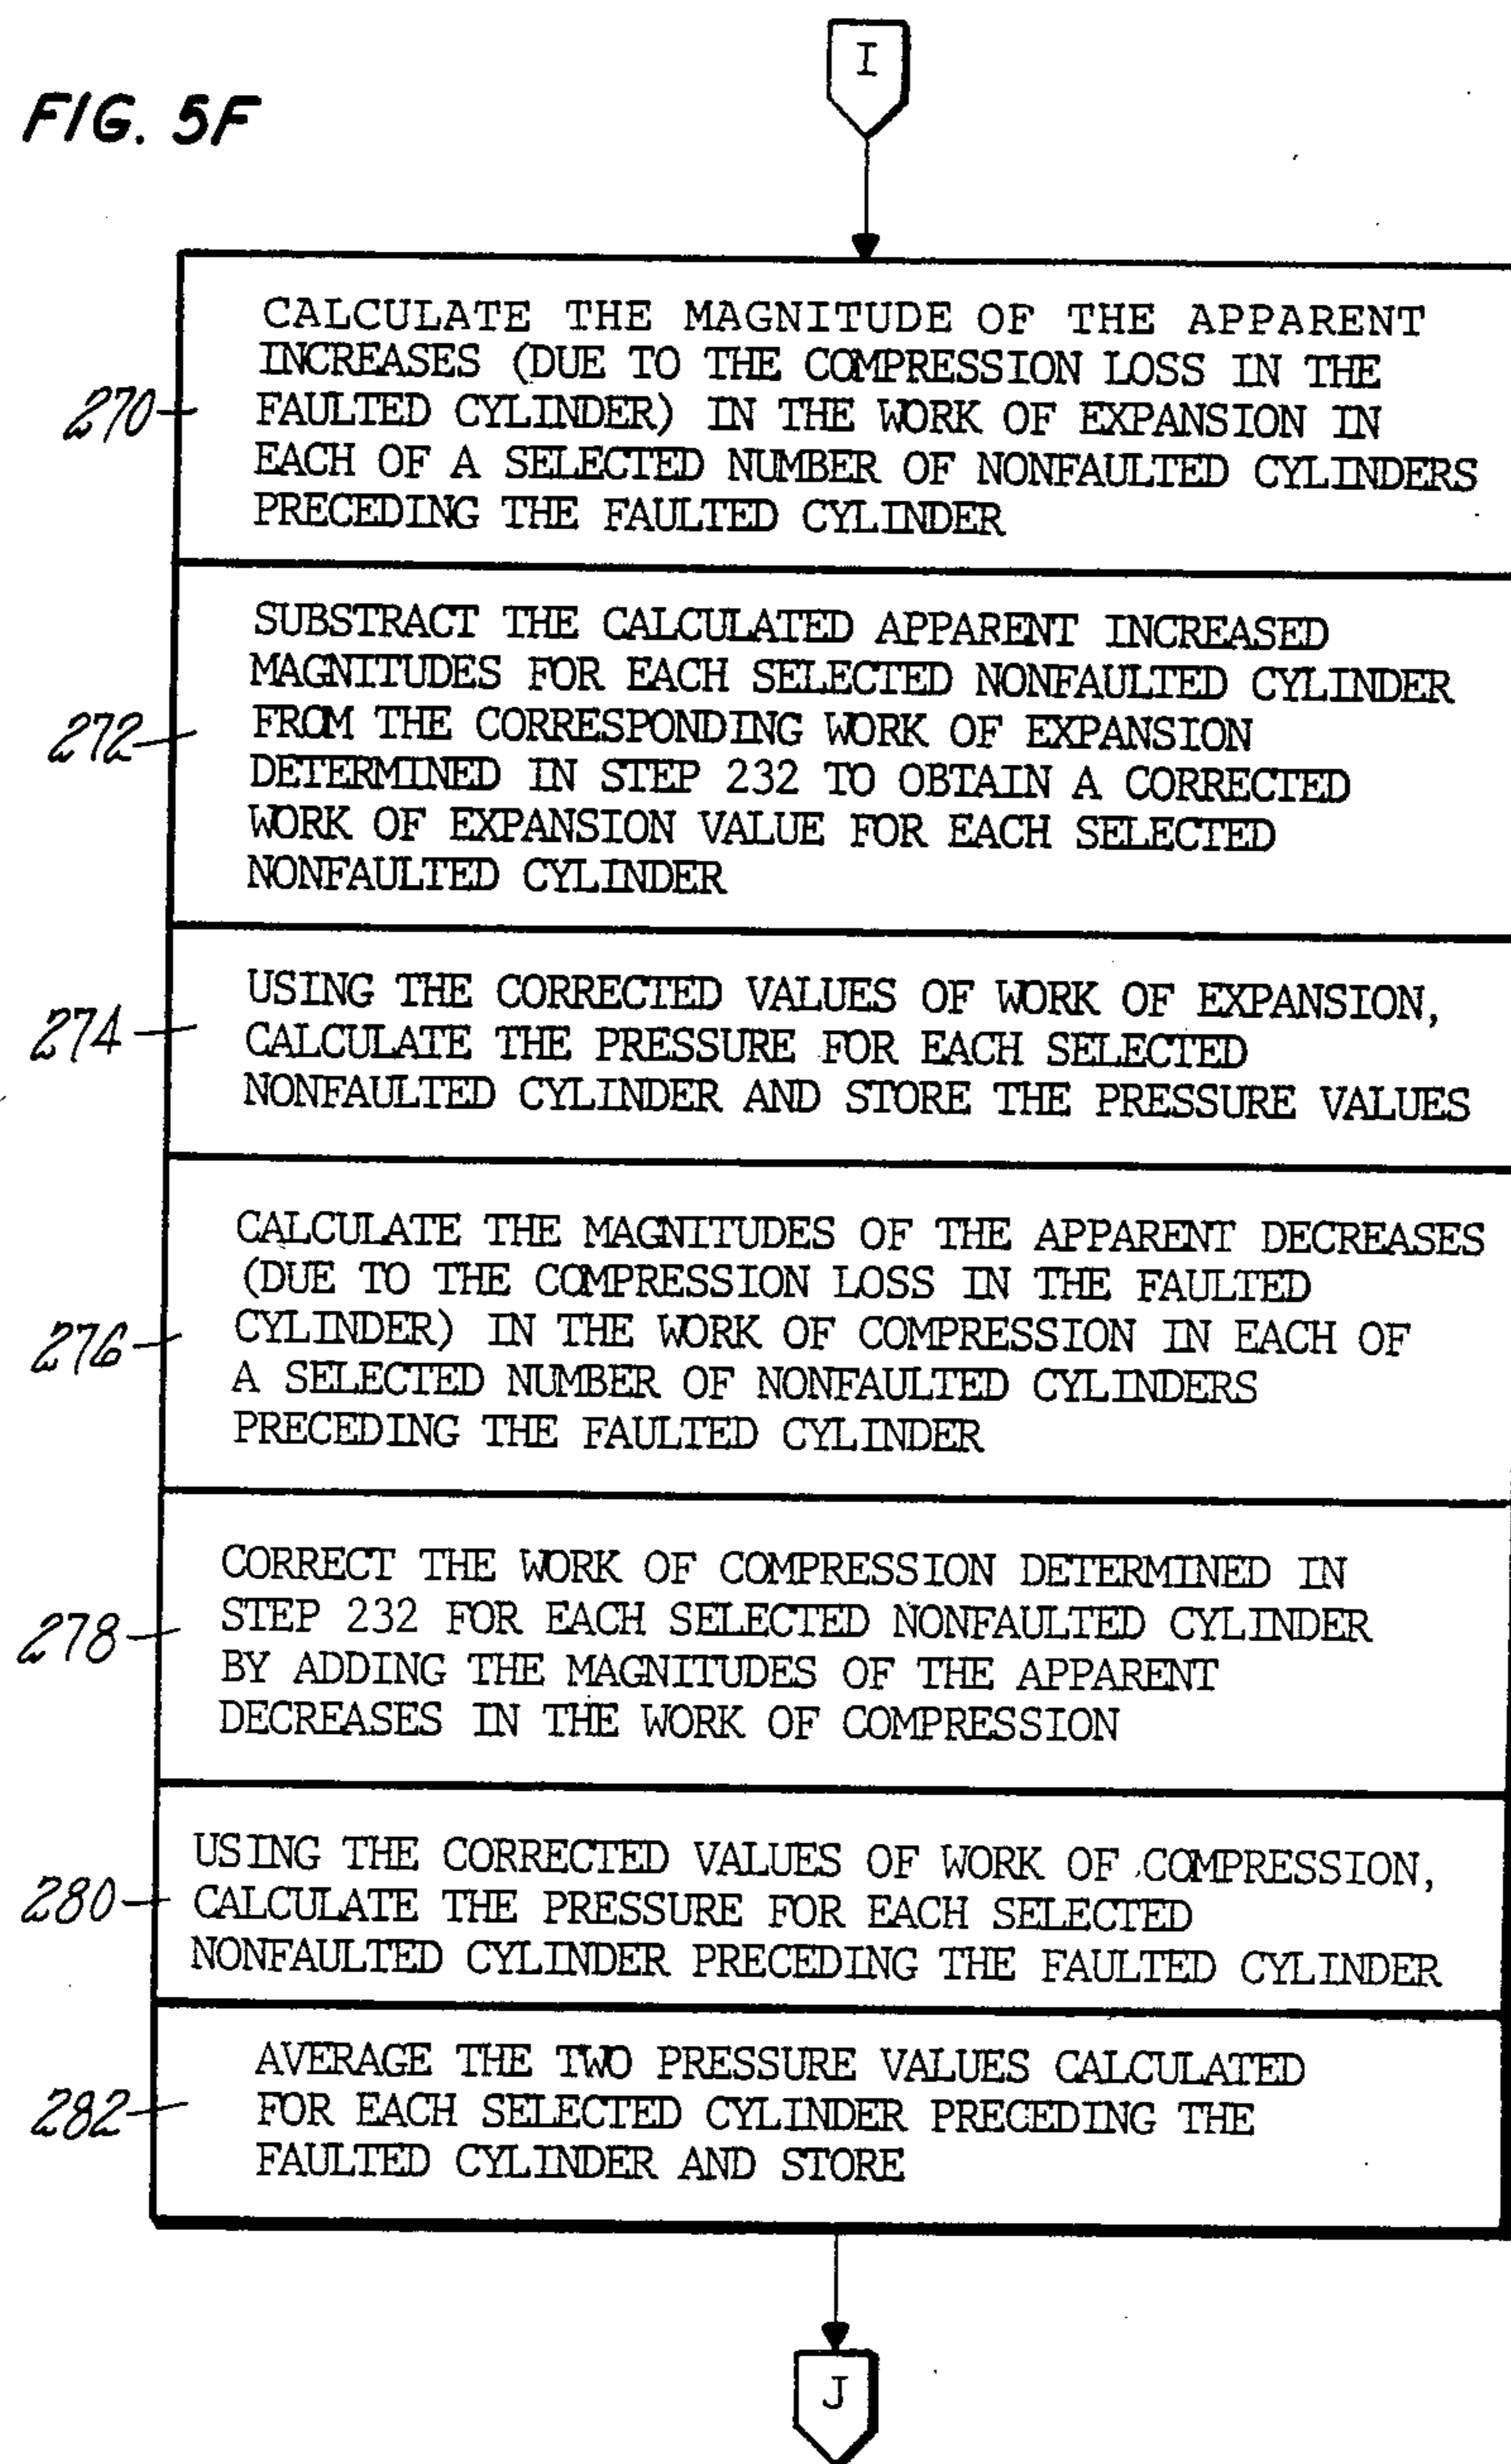 I
FIG. 5F
CALCULATE THE MAGNITUDE OF THE APPARENT
INCREASES (DUE TO THE COMPRESSION LOSS IN THE
270 FAULTED CYLINDER) IN THE WORK OF EXPANSION IN
EACH OF A SELECTED NUMBER OF NONFAULTED CYLINDERS
PRECEDING THE FAULTED CYLINDER
SUBSTRACT THE CALCULATED APPARENT INCREASED
MAGNITUDES FOR EACH SELECTED NONFAULTED CYLINDER
272 FROM THE CORRESPONDING WORK OF EXPANSION
DETERMINED IN STEP 232 TO OBTAIN A CORRECTED
WORK OF EXPANSION VALUE FOR EACH SELECTED
NONFAULTED CYLINDER
USING THE CORRECTED VALUES OF WORK OF EXPANSION,
274 CALCULATE THE PRESSURE FOR EACH SELECTED
NONFAULTED CYLINDER AND STORE THE PRESSURE VALUES
CALCULATE THE MAGNITUDES OF THE APPARENT DECREASES
(DUE TO THE COMPRESSION LOSS IN THE FAULTED
276 CYLINDER) IN THE WORK OF COMPRESSION IN EACH OF
A SELECTED NUMBER OF NONFAULTED CYLINDERS
PRECEDING THE FAULTED CYLINDER
CORRECT THE WORK OF COMPRESSION DETERMINED IN
278 STEP 232 FOR EACH SELECTED NONFAULTED CYLINDER
BY ADDING THE MAGNITUDES OF THE APPARENT
DECREASES IN THE WORK OF COMPRESSION
USING THE CORRECTED VALUES OF WORK OF COMPRESSION,
280 CALCULATE THE PRESSURE FOR EACH SELECTED
NONFAULTED CYLINDER PRECEDING THE FAULTED CYLINDER
AVERAGE THE TWO PRESSURE VALUES CALCULATED
282 FOR EACH SELECTED CYLINDER PRECEDING THE
FAULTED CYLINDER AND STORE
J